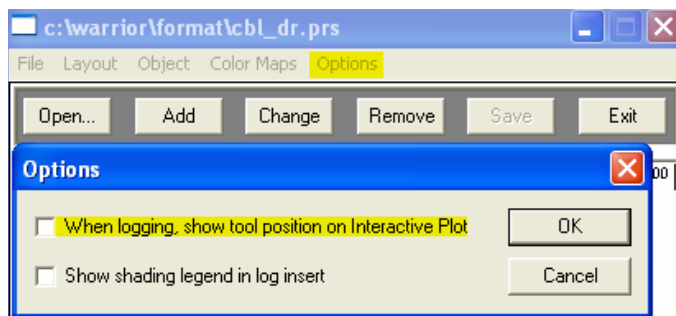 c:\warrior\format\cbl_dr.prs
File Layout Object Color Maps Options
Open... Add Change Remove Save Exit
Options
00
When logging, show tool position on Interactive Plot
OK
Show shading legend in log insert
Cancel